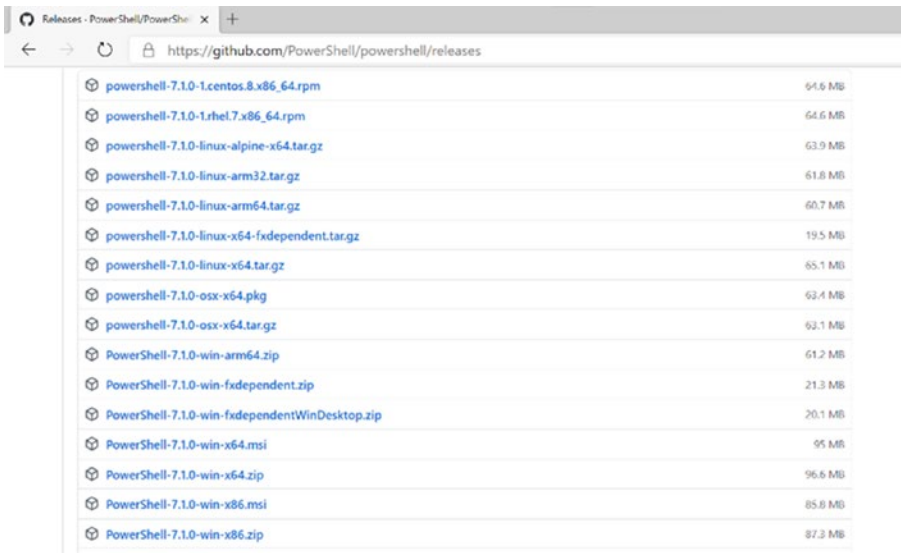 Releases · PowerShell/PowerShe
https://github.com/PowerShell/powershell/releases
powershell-7.1.0-1.centos.8.x86_64.rpm 64.6 MB
powershell-7.1.0-1.rhel.7.x86_64.rpm 64.6 MB
powershell-7.1.0-linux-alpine-x64.tar.gz 63.9 MB
powershell-7.1.0-linux-arm32.tar.gz 61.8 MB
powershell-7.1.0-linux-arm64.tar.gz 60.7 MB
powershell-7.1.0-linux-x64-fxdependent.tar.gz 19.5 MB
powershell-7.1.0-linux-x64.tar.gz 65.1 MB
powershell-7.1.0-osx-x64.pkg 63.4 MB
powershell-7.1.0-osx-x64.tar.gz 63.1 MB
PowerShell-7.1.0-win-arm64.zip 61.2 MB
PowerShell-7.1.0-win-fxdependent.zip 21.3 MB
PowerShell-7.1.0-win-fxdependentWinDesktop.zip 20.1 MB
PowerShell-7.1.0-win-x64.msi 95 MB
PowerShell-7.1.0-win-x64.zip 96.6 MB
PowerShell-7.1.0-win-x86.msi 85.8 MB
PowerShell-7.1.0-win-x86.zip 87.3 MB